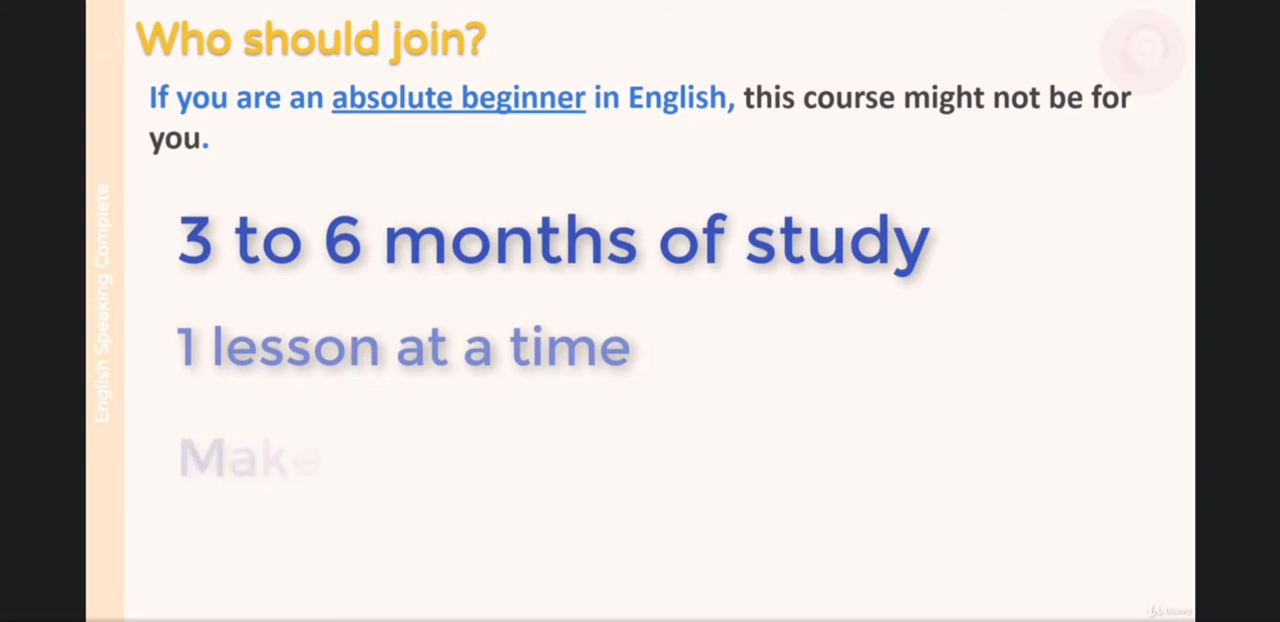 Who should join?
If you are an absolute beginner in English, this course might not be for
you.
3 to 6 months of study
1 lesson at a time
Make
English Speaking Complete
Udemy